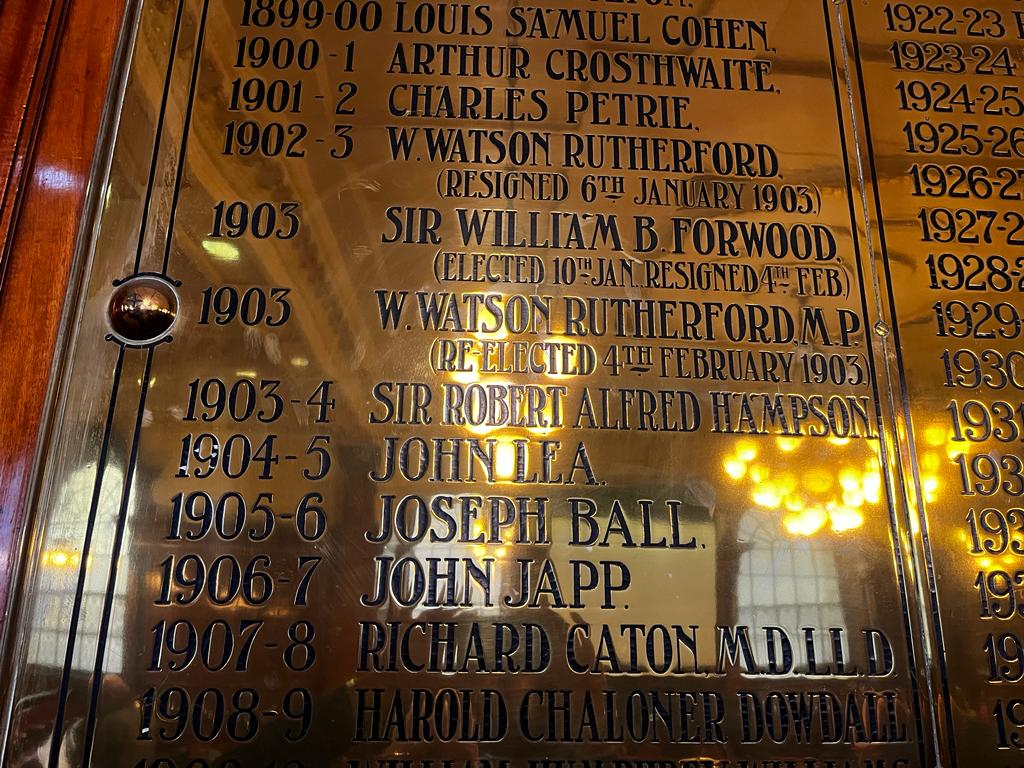 1899-00 LOUIS SAMUEL COHEN.
1900-1 ARTHUR CROSTHWAITE.
1901-2 CHARLES PETRIE.
1902-3 W. WATSON RUTHERFORD.
(RESIGNED 6TH JANUARY 1903.)
1903 SIR WILLIAM B. FORWOOD.
(ELECTED 10TH JAN. RESIGNED 4TH FEB.)
1903 W. WATSON RUTHERFORD, M.P.
(RE-ELECTED 4TH FEBRUARY 1903.)
1903-4 SIR ROBERT ALFRED HAMPSON.
1904-5 JOHN LEA.
1905-6 JOSEPH BALL.
1906-7 JOHN JAPP.
1907-8 RICHARD CATON, M.D.LL.D
1908-9 HAROLD CHALONER DOWDALL
1922-23
1923-24
1924-25
1925-26
1926-27
1927-2
1928-2
1929-
1930
1931